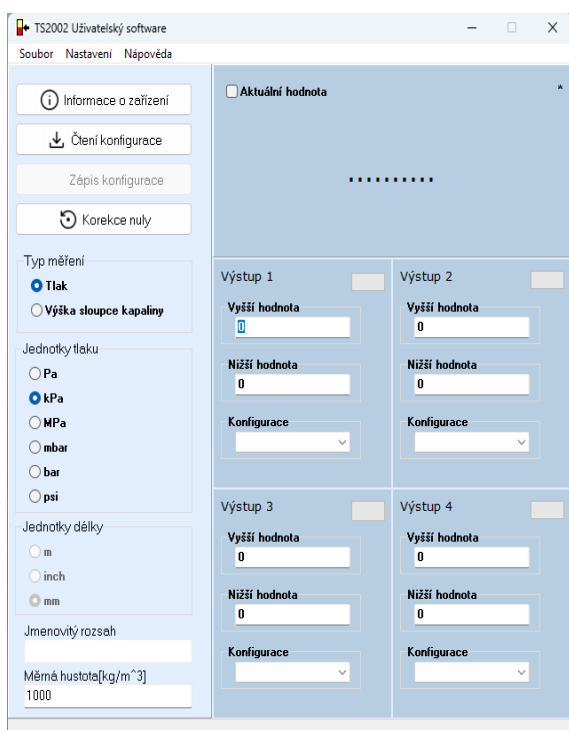 TS2002 Uživatelský software
Soubor Nastavení Nápověda
Informace o zařízení
Čtení konfigurace
Zápis konfigurace
Korekce nuly
Typ měření
Tlak
Výška sloupce kapaliny
Jednotky tlaku
Pa
kPa
MPa
mbar
bar
psi
Jednotky délky
m
inch
mm
Jmenovitý rozsah
Měrná hustota[kg/m^3]
1000
Aktuální hodnota *
..........
Výstup 1
Vyšší hodnota
0
Nižší hodnota
0
Konfigurace
Výstup 2
Vyšší hodnota
0
Nižší hodnota
0
Konfigurace
Výstup 3
Vyšší hodnota
0
Nižší hodnota
0
Konfigurace
Výstup 4
Vyšší hodnota
0
Nižší hodnota
0
Konfigurace